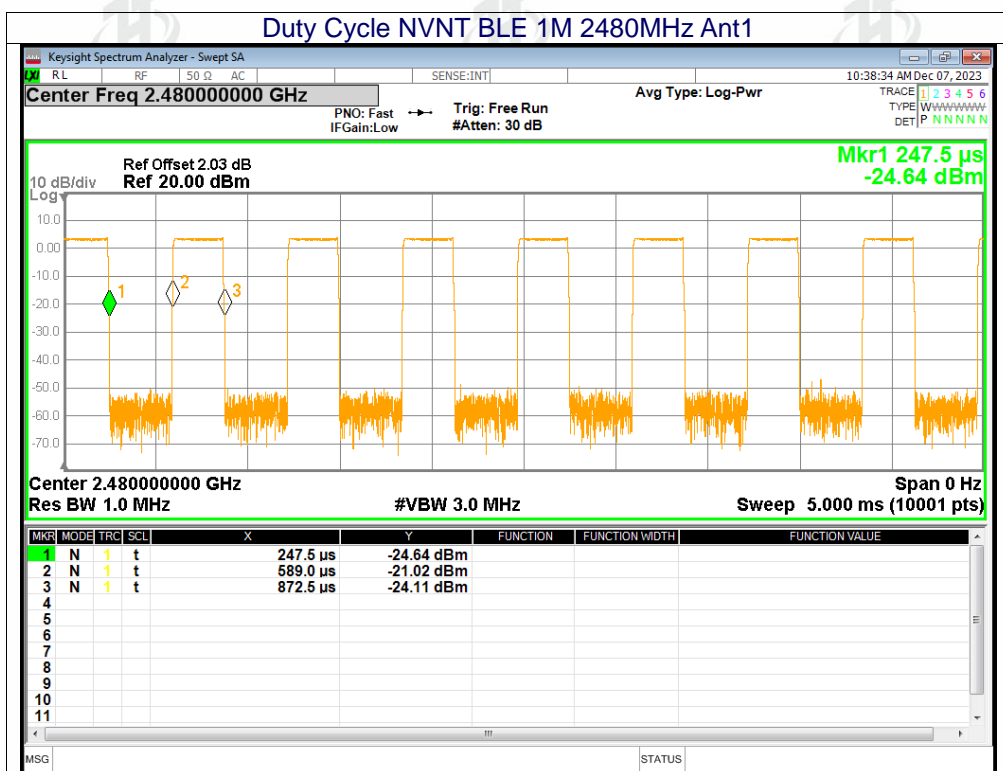 Duty Cycle NVNT BLE 1M 2480MHz Ant1
Keysight Spectrum Analyzer - Swept SA
LXI RL RF 50 Ω AC SENSE:INT 10:38:34 AM Dec 07, 2023
Center Freq 2.480000000 GHz
PNO: Fast
IFGain:Low
Trig: Free Run
#Atten: 30 dB
Avg Type: Log-Pwr
TRACE 1 2 3 4 5 6
TYPE WWWWWWW
DET P N N N N N
Mkr1 247.5 µs
-24.64 dBm
Ref Offset 2.03 dB
10 dB/div Ref 20.00 dBm
Log
10.0
0.00
-10.0
-20.0
-30.0
-40.0
-50.0
-60.0
-70.0
1
2
3
Center 2.480000000 GHz Span 0 Hz
Res BW 1.0 MHz #VBW 3.0 MHz Sweep 5.000 ms (10001 pts)
MKR MODE TRC SCL X Y FUNCTION FUNCTION WIDTH FUNCTION VALUE
1 N 1 t 247.5 µs -24.64 dBm
2 N 1 t 589.0 µs -21.02 dBm
3 N 1 t 872.5 µs -24.11 dBm
4
5
6
7
8
9
10
11
MSG STATUS